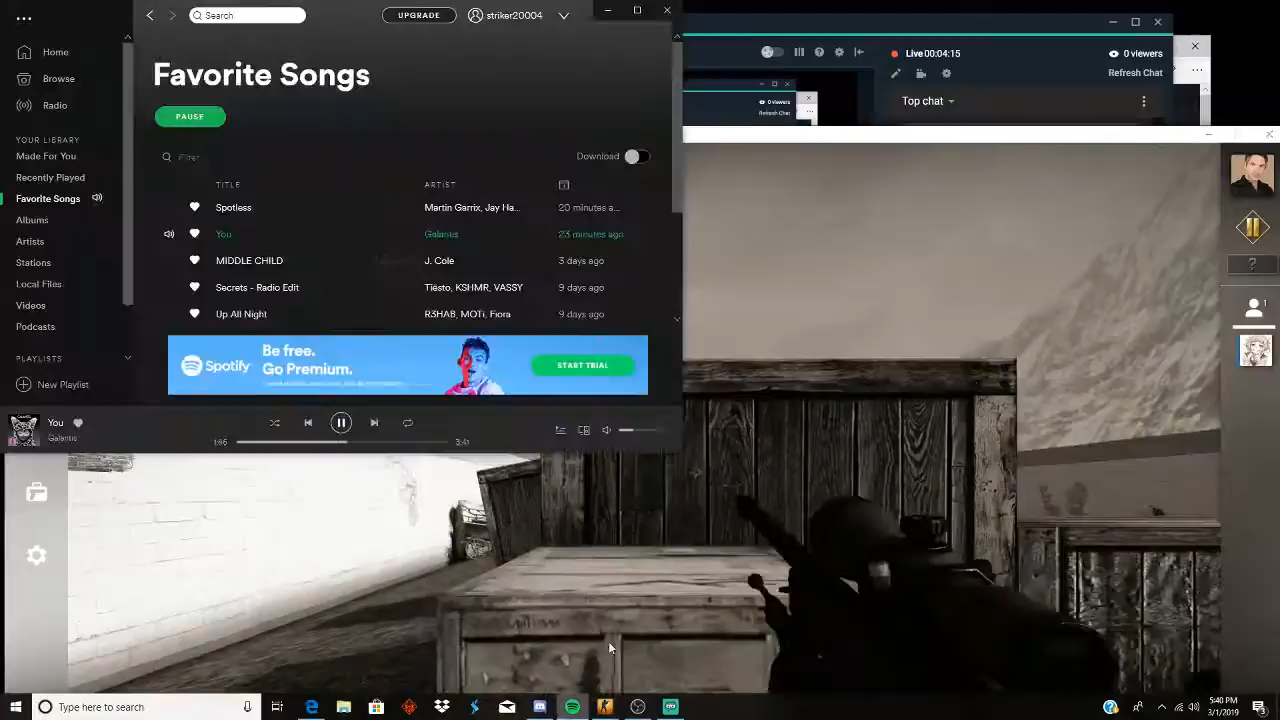 Search
UPGRADE
striker20004
Home
Browse
Radio
YOUR LIBRARY
Made For You
Recently Played
Favorite Songs
Albums
Artists
Stations
Local Files
Videos
Podcasts
PLAYLISTS
New Playlist
Favorite Songs
PAUSE
Filter
Download
TITLE ARTIST
Spotless Martin Garrix, Jay Ha... 20 minutes a...
You Galantis 23 minutes ago
MIDDLE CHILD J. Cole 3 days ago
Secrets - Radio Edit Tiësto, KSHMR, VASSY 9 days ago
Up All Night R3HAB, MOTi, Fiora 9 days ago
Spotify
Be free.
Go Premium.
START TRIAL
You
Galantis
3:41
Live 00:04:15
0 viewers
Refresh Chat
Top chat
0 viewers
Refresh Chat
?
1
Type here to search
5:40 PM
3/1/2019